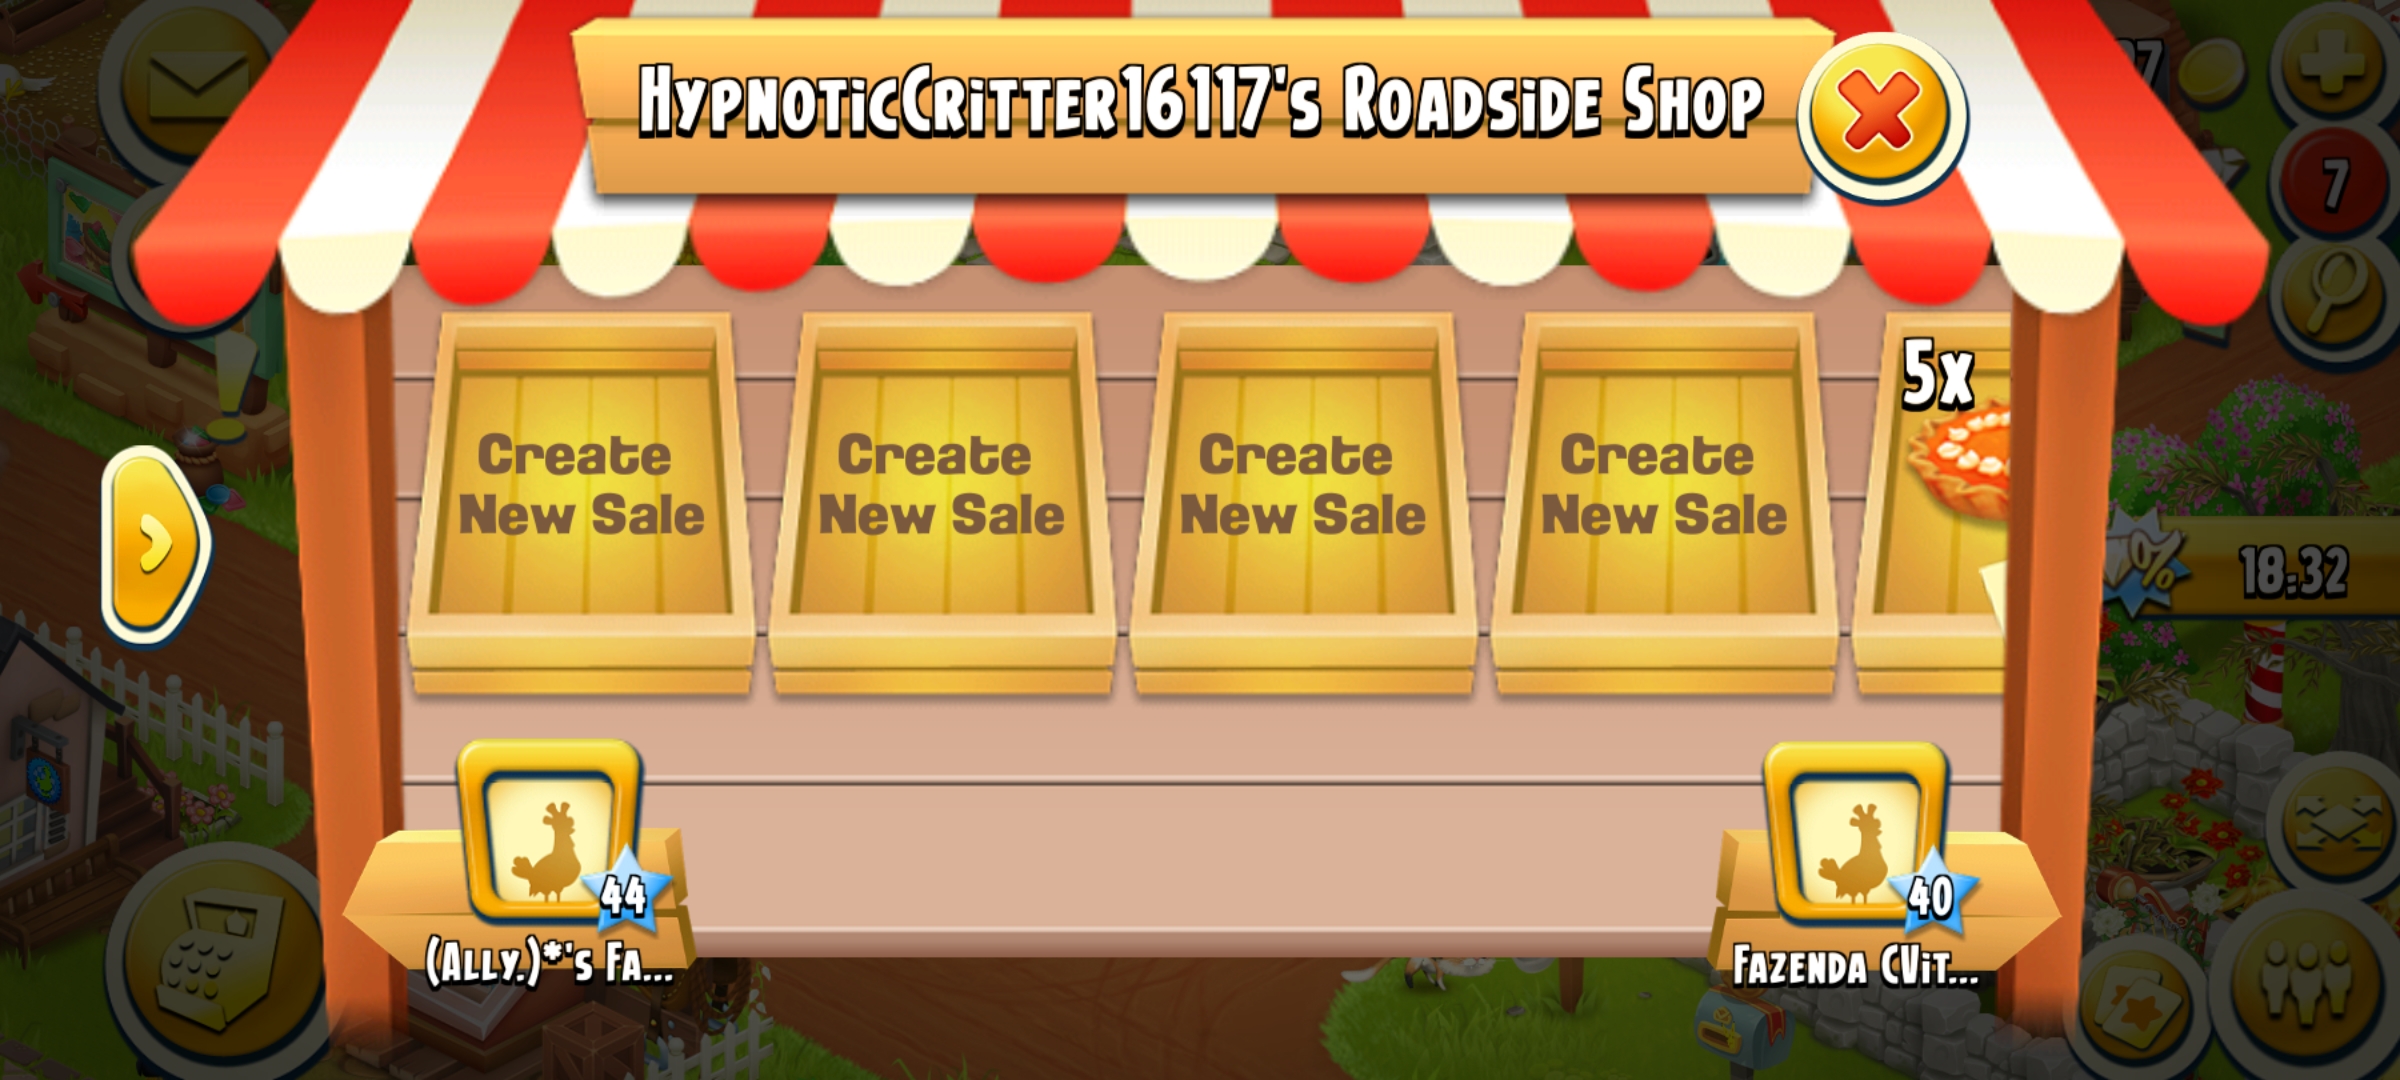 HypnoticCritter16117's Roadside Shop
7
7
5x
Create
New Sale
Create
New Sale
Create
New Sale
Create
New Sale
18:32
44
(Ally.)*'s Fa...
40
Fazenda CVit...